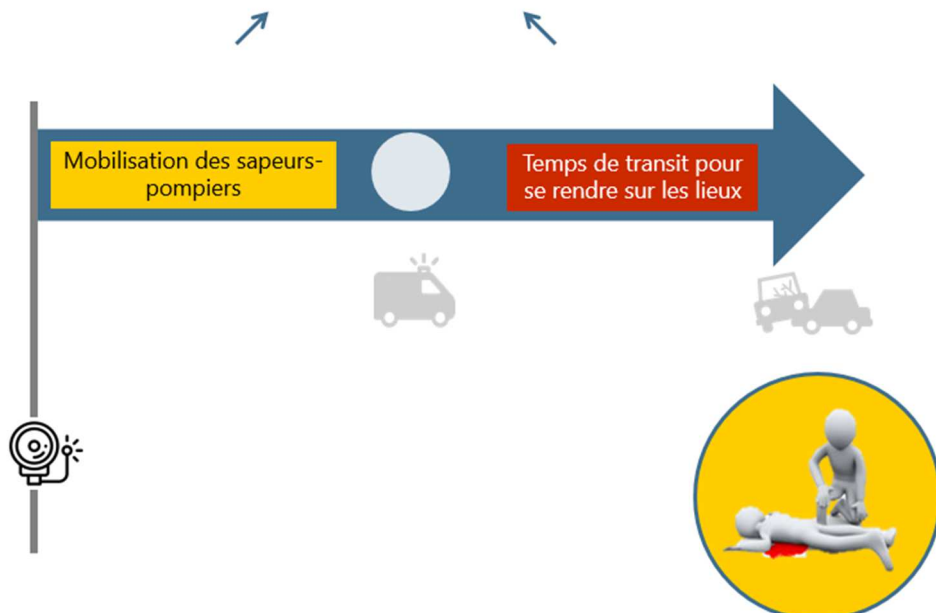 Mobilisation des sapeurs-
pompiers
Temps de transit pour
se rendre sur les lieux